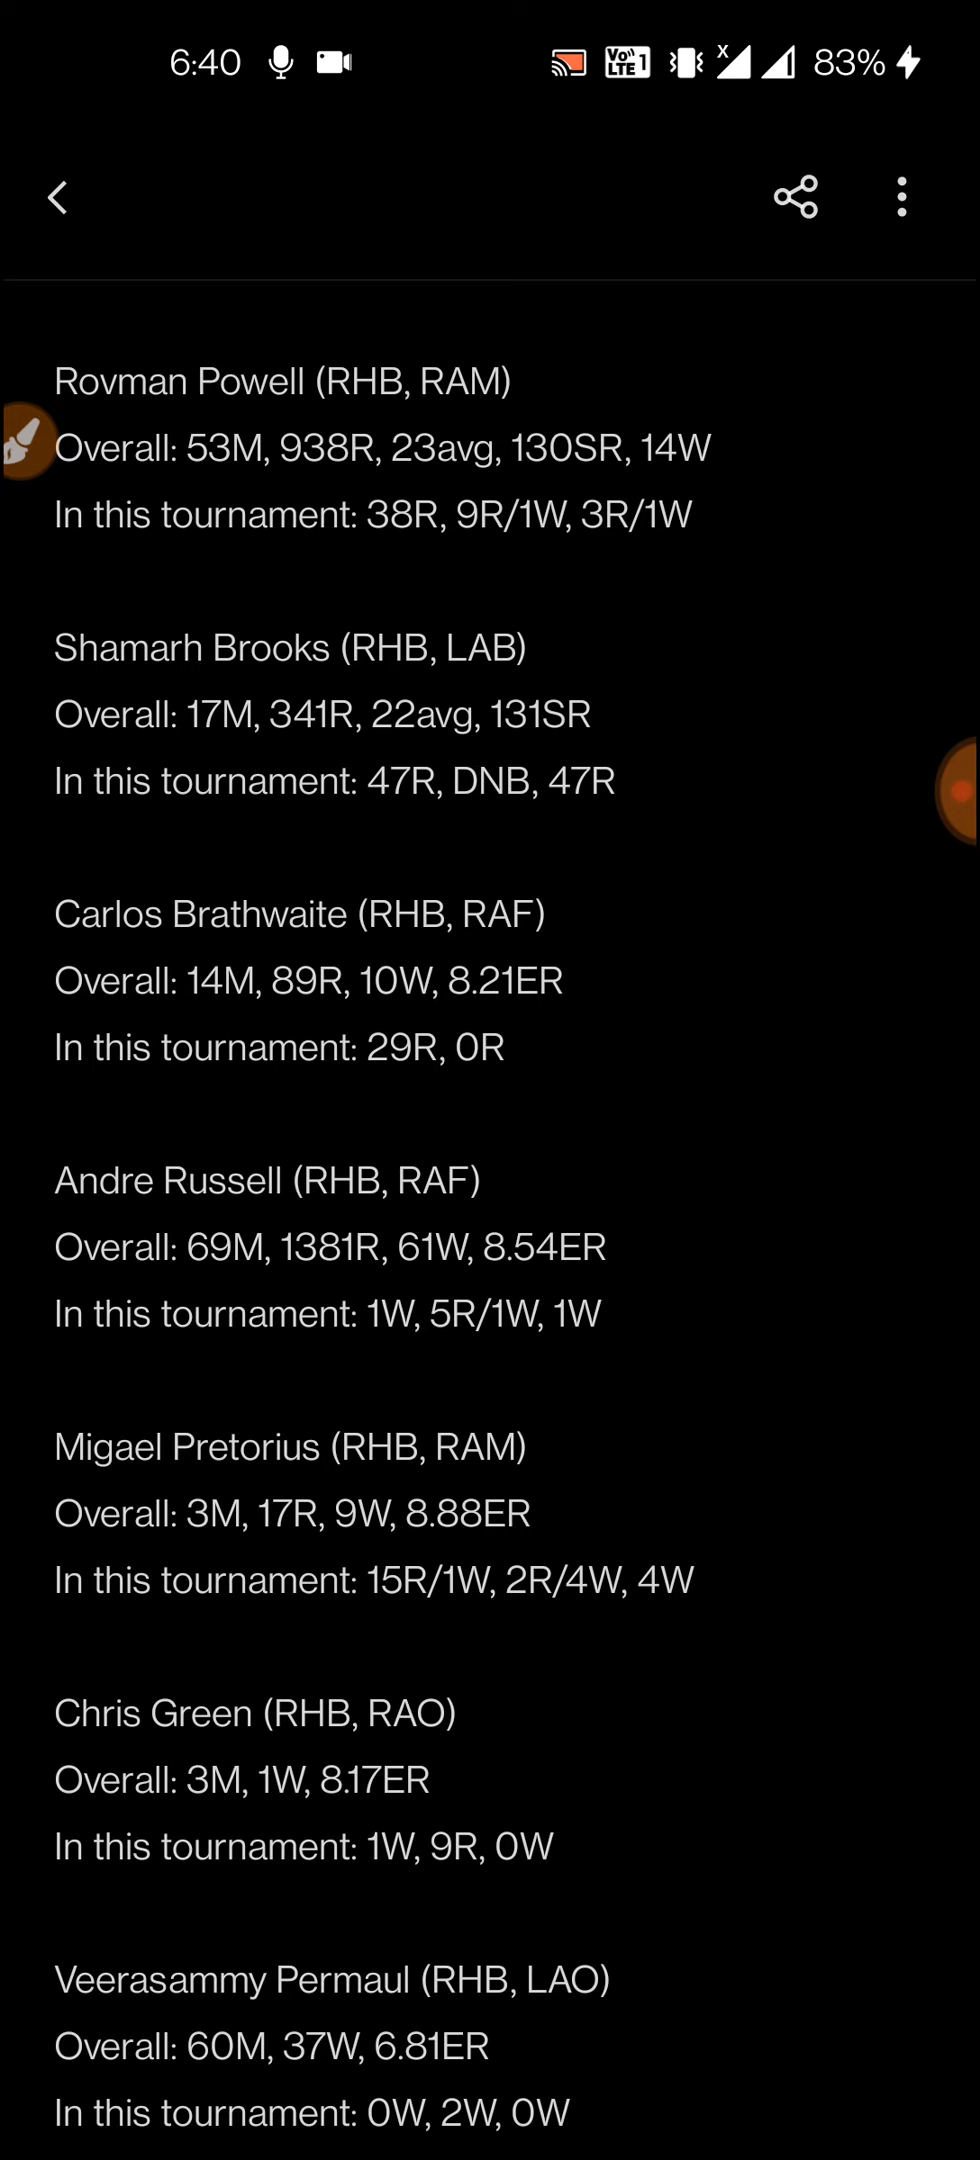 6:40 Vo)) LTE 1 X 83%
Rovman Powell (RHB, RAM)
Overall: 53M, 938R, 23avg, 130SR, 14W
In this tournament: 38R, 9R/1W, 3R/1W
Shamarh Brooks (RHB, LAB)
Overall: 17M, 341R, 22avg, 131SR
In this tournament: 47R, DNB, 47R
Carlos Brathwaite (RHB, RAF)
Overall: 14M, 89R, 10W, 8.21ER
In this tournament: 29R, 0R
Andre Russell (RHB, RAF)
Overall: 69M, 1381R, 61W, 8.54ER
In this tournament: 1W, 5R/1W, 1W
Migael Pretorius (RHB, RAM)
Overall: 3M, 17R, 9W, 8.88ER
In this tournament: 15R/1W, 2R/4W, 4W
Chris Green (RHB, RAO)
Overall: 3M, 1W, 8.17ER
In this tournament: 1W, 9R, 0W
Veerasammy Permaul (RHB, LAO)
Overall: 60M, 37W, 6.81ER
In this tournament: 0W, 2W, 0W